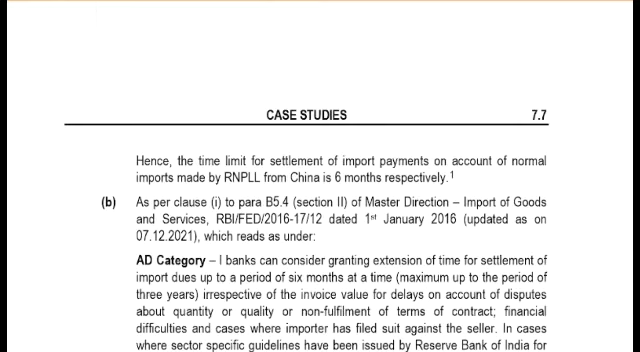 CASE STUDIES 7.7
Hence, the time limit for settlement of import payments on account of normal
imports made by RNPLL from China is 6 months respectively.1
(b) As per clause (i) to para B5.4 (section II) of Master Direction – Import of Goods
and Services, RBI/FED/2016-17/12 dated 1st January 2016 (updated as on
07.12.2021), which reads as under:
AD Category – I banks can consider granting extension of time for settlement of
import dues up to a period of six months at a time (maximum up to the period of
three years) irrespective of the invoice value for delays on account of disputes
about quantity or quality or non-fulfilment of terms of contract; financial
difficulties and cases where importer has filed suit against the seller. In cases
where sector specific guidelines have been issued by Reserve Bank of India for